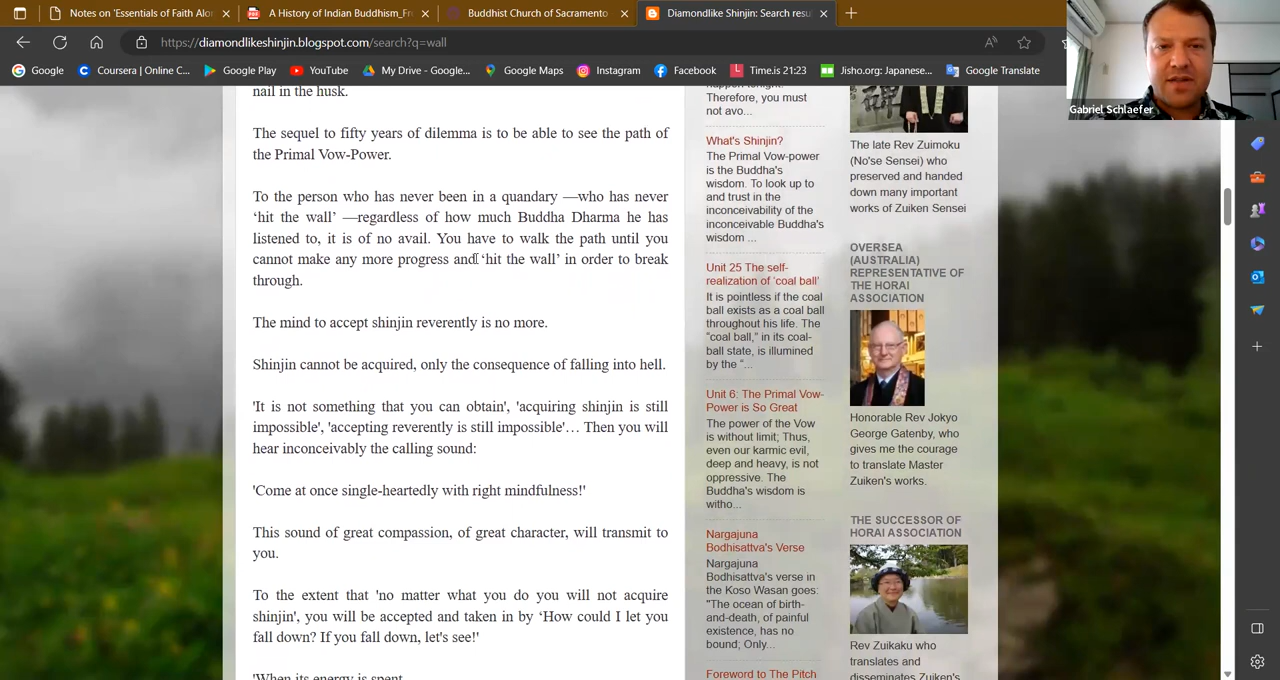 Notes on 'Essentials of Faith Alo
A History of Indian Buddhism_Fr
Buddhist Church of Sacramento
Diamondlike Shinjin: Search resu
https://diamondlikeshinjin.blogspot.com/search?q=wall
Google
Coursera | Online C...
Google Play
YouTube
My Drive - Google...
Google Maps
Instagram
Facebook
Time.is 21:23
Jisho.org: Japanese...
Google Translate
Gabriel Schlaefer
nail in the husk.
The sequel to fifty years of dilemma is to be able to see the path of
the Primal Vow-Power.
To the person who has never been in a quandary —who has never
‘hit the wall’ —regardless of how much Buddha Dharma he has
listened to, it is of no avail. You have to walk the path until you
cannot make any more progress and ‘hit the wall’ in order to break
through.
The mind to accept shinjin reverently is no more.
Shinjin cannot be acquired, only the consequence of falling into hell.
'It is not something that you can obtain', 'acquiring shinjin is still
impossible', 'accepting reverently is still impossible'… Then you will
hear inconceivably the calling sound:
'Come at once single-heartedly with right mindfulness!'
This sound of great compassion, of great character, will transmit to
you.
To the extent that 'no matter what you do you will not acquire
shinjin', you will be accepted and taken in by ‘How could I let you
fall down? If you fall down, let's see!'
'When its energy is spent
happen tonight.
Therefore, you must
not avo...
What's Shinjin?
The Primal Vow-power
is the Buddha's
wisdom. To look up to
and trust in the
inconceivability of the
inconceivable Buddha's
wisdom ...
Unit 25 The self-
realization of ‘coal ball’
It is pointless if the coal
ball exists as a coal ball
throughout his life. The
“coal ball,” in its coal-
ball state, is illumined
by the “...
Unit 6: The Primal Vow-
Power is So Great
The power of the Vow
is without limit; Thus,
even our karmic evil,
deep and heavy, is not
oppressive. The
Buddha's wisdom is
witho...
Nargajuna
Bodhisattva's Verse
Nargajuna
Bodhisattva's verse in
the Koso Wasan goes:
"The ocean of birth-
and-death, of painful
existence, has no
bound; Only...
Foreword to The Pitch
The late Rev Zuimoku
(No'se Sensei) who
preserved and handed
down many important
works of Zuiken Sensei
OVERSEA
(AUSTRALIA)
REPRESENTATIVE OF
THE HORAI
ASSOCIATION
Honorable Rev Jokyo
George Gatenby, who
gives me the courage
to translate Master
Zuiken's works.
THE SUCCESSOR OF
HORAI ASSOCIATION
Rev Zuikaku who
translates and
disseminates Zuiken's